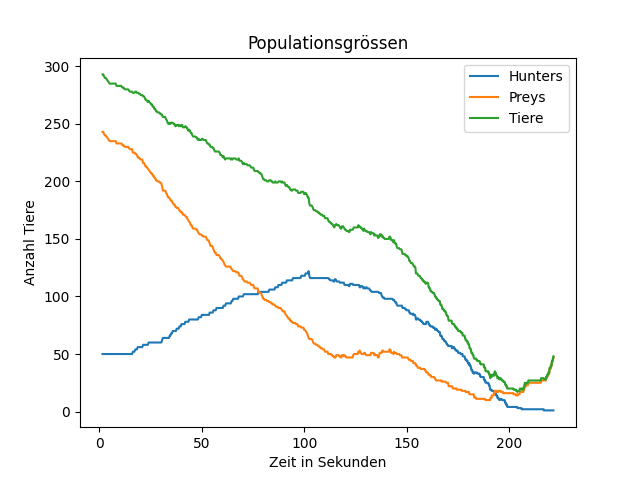 Populationsgrössen
300
250
200
150
100
50
0
Anzahl Tiere
Hunters
Preys
Tiere
0 50 100 150 200
Zeit in Sekunden